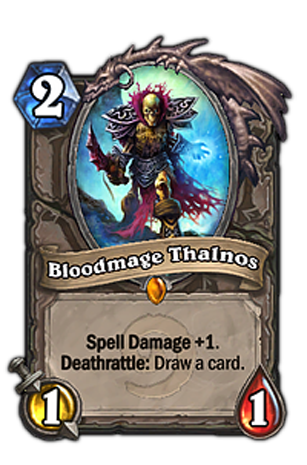 2
Bloodmage Thalnos
Spell Damage +1.
Deathrattle: Draw a card.
1 1